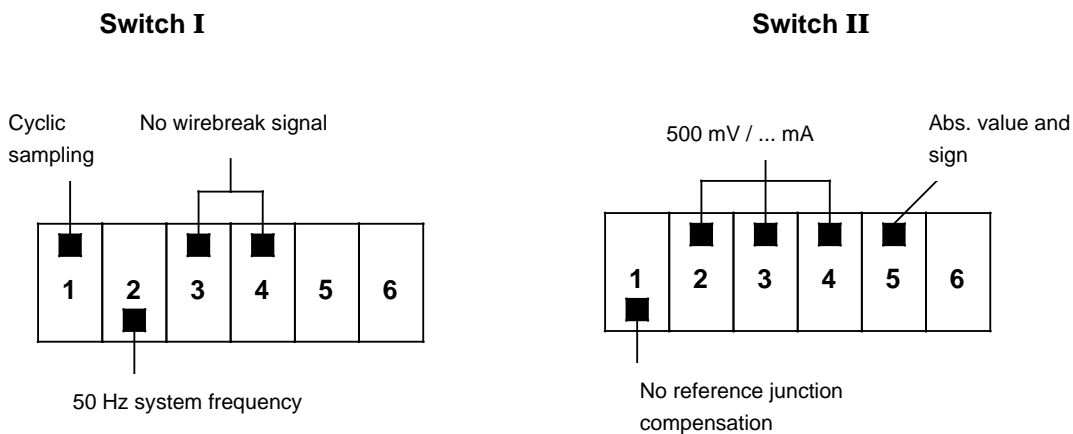 Switch I
Cyclic
sampling
No wirebreak signal
1 2 3 4 5 6
50 Hz system frequency
Switch II
500 mV / ... mA
Abs. value and
sign
1 2 3 4 5 6
No reference junction
compensation